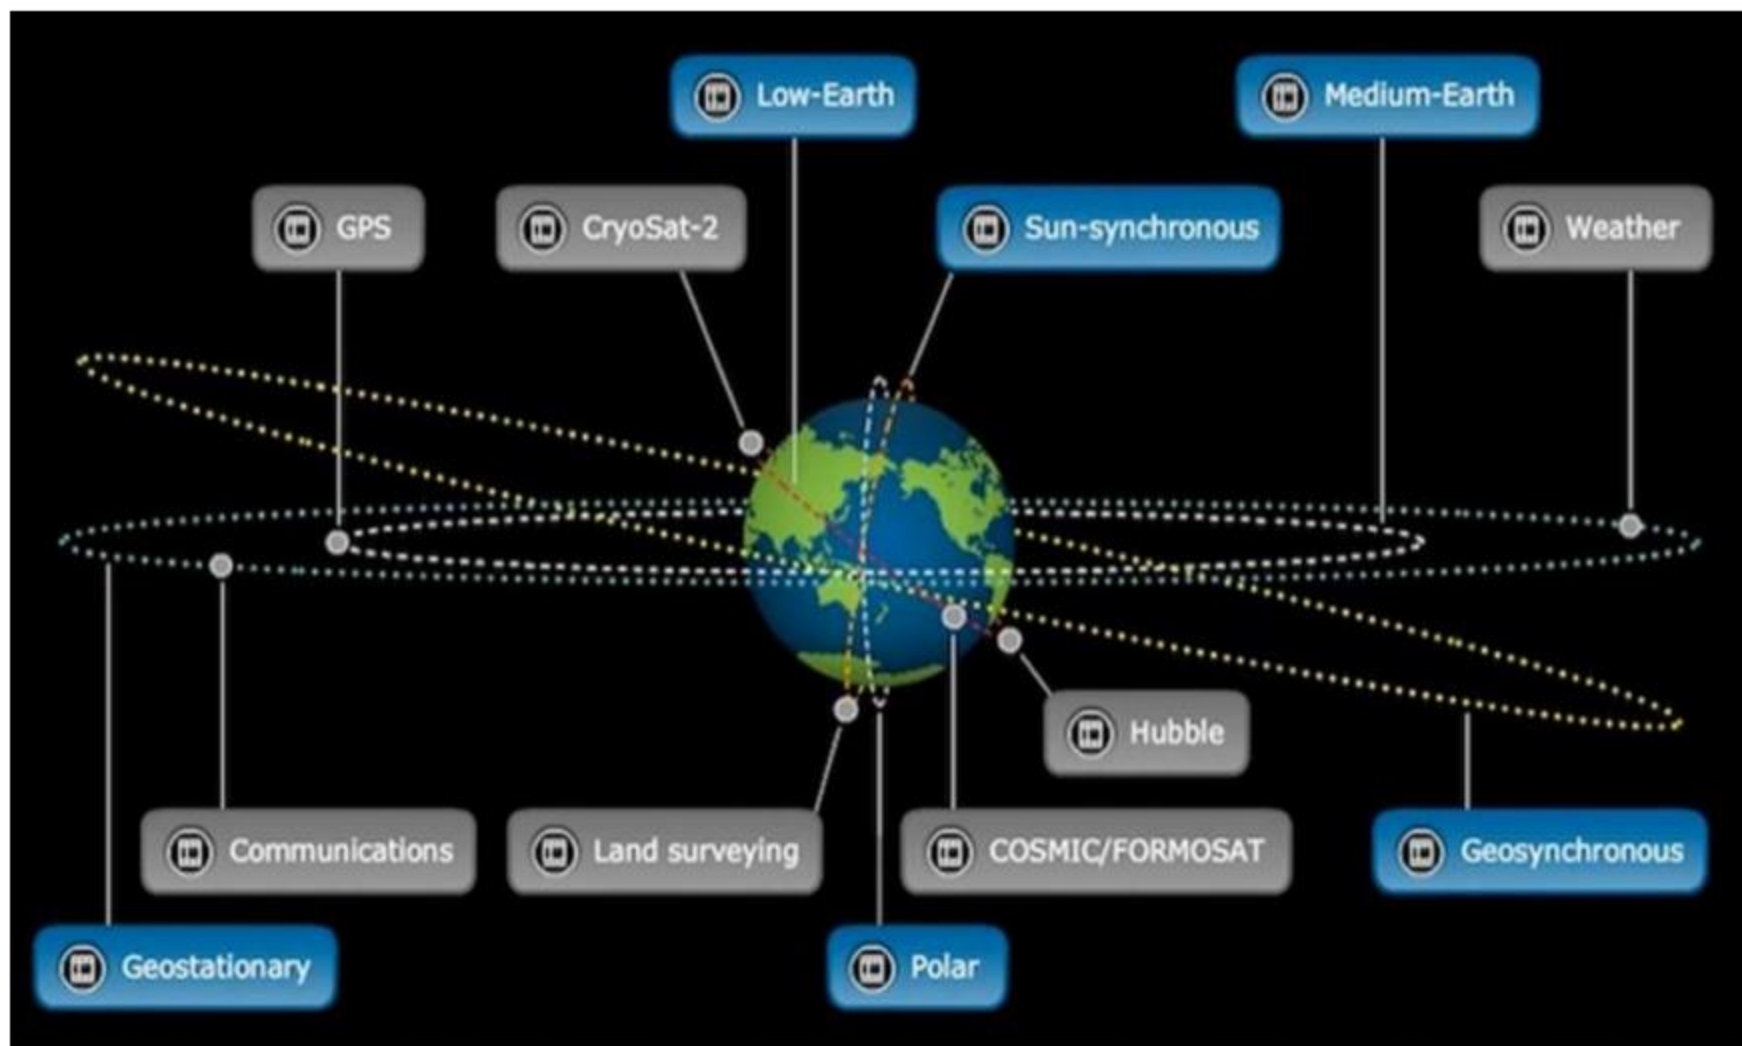 Low-Earth
Medium-Earth
GPS
CryoSat-2
Sun-synchronous
Weather
Hubble
Communications
Land surveying
COSMIC/FORMOSAT
Geosynchronous
Geostationary
Polar